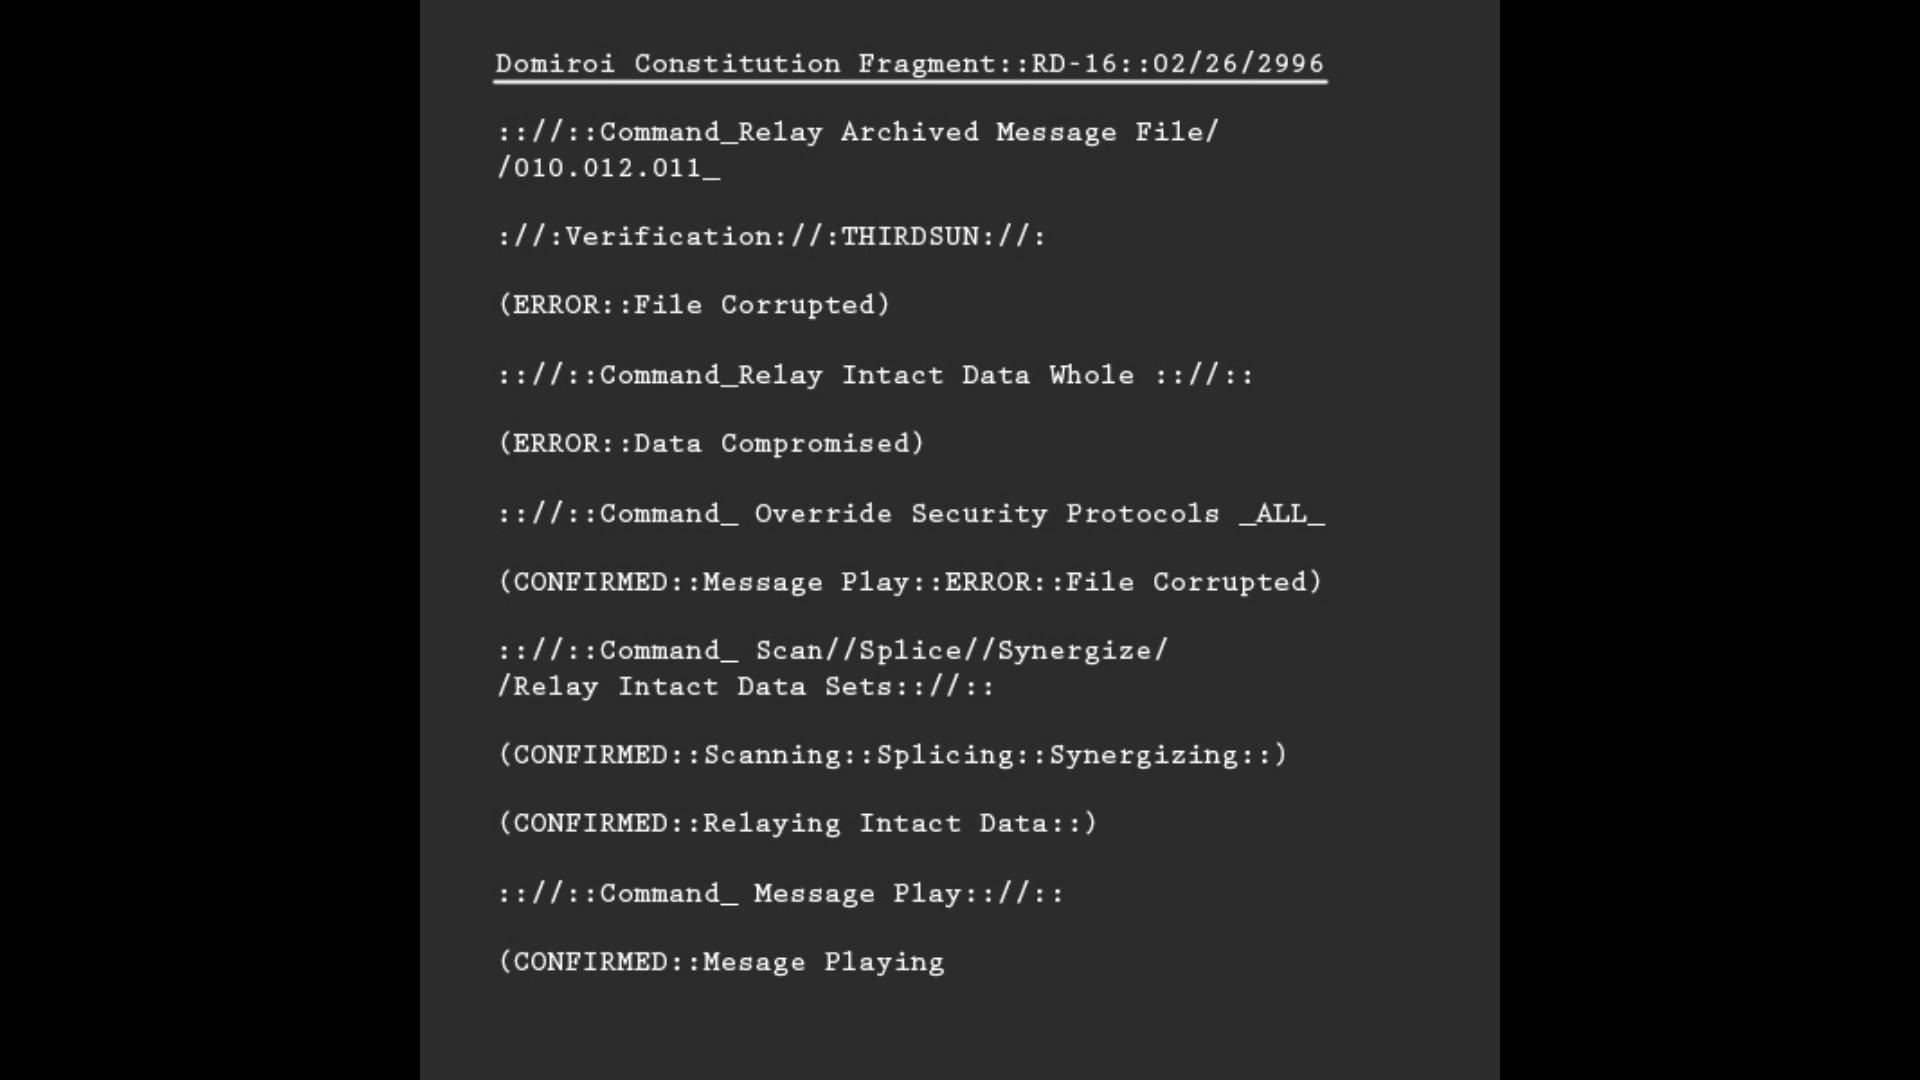 Domiroi Constitution Fragment::RD-16::02/26/2996
:://::Command_Relay Archived Message File/
/010.012.011_
://:Verification://:THIRDSUN://:
(ERROR::File Corrupted)
:://::Command_Relay Intact Data Whole :://::
(ERROR::Data Compromised)
:://::Command_ Override Security Protocols _ALL_
(CONFIRMED::Message Play::ERROR::File Corrupted)
:://::Command_ Scan//Splice//Synergize/
/Relay Intact Data Sets:://::
(CONFIRMED::Scanning::Splicing::Synergizing::)
(CONFIRMED::Relaying Intact Data::)
:://::Command_ Message Play:://::
(CONFIRMED::Mesage Playing